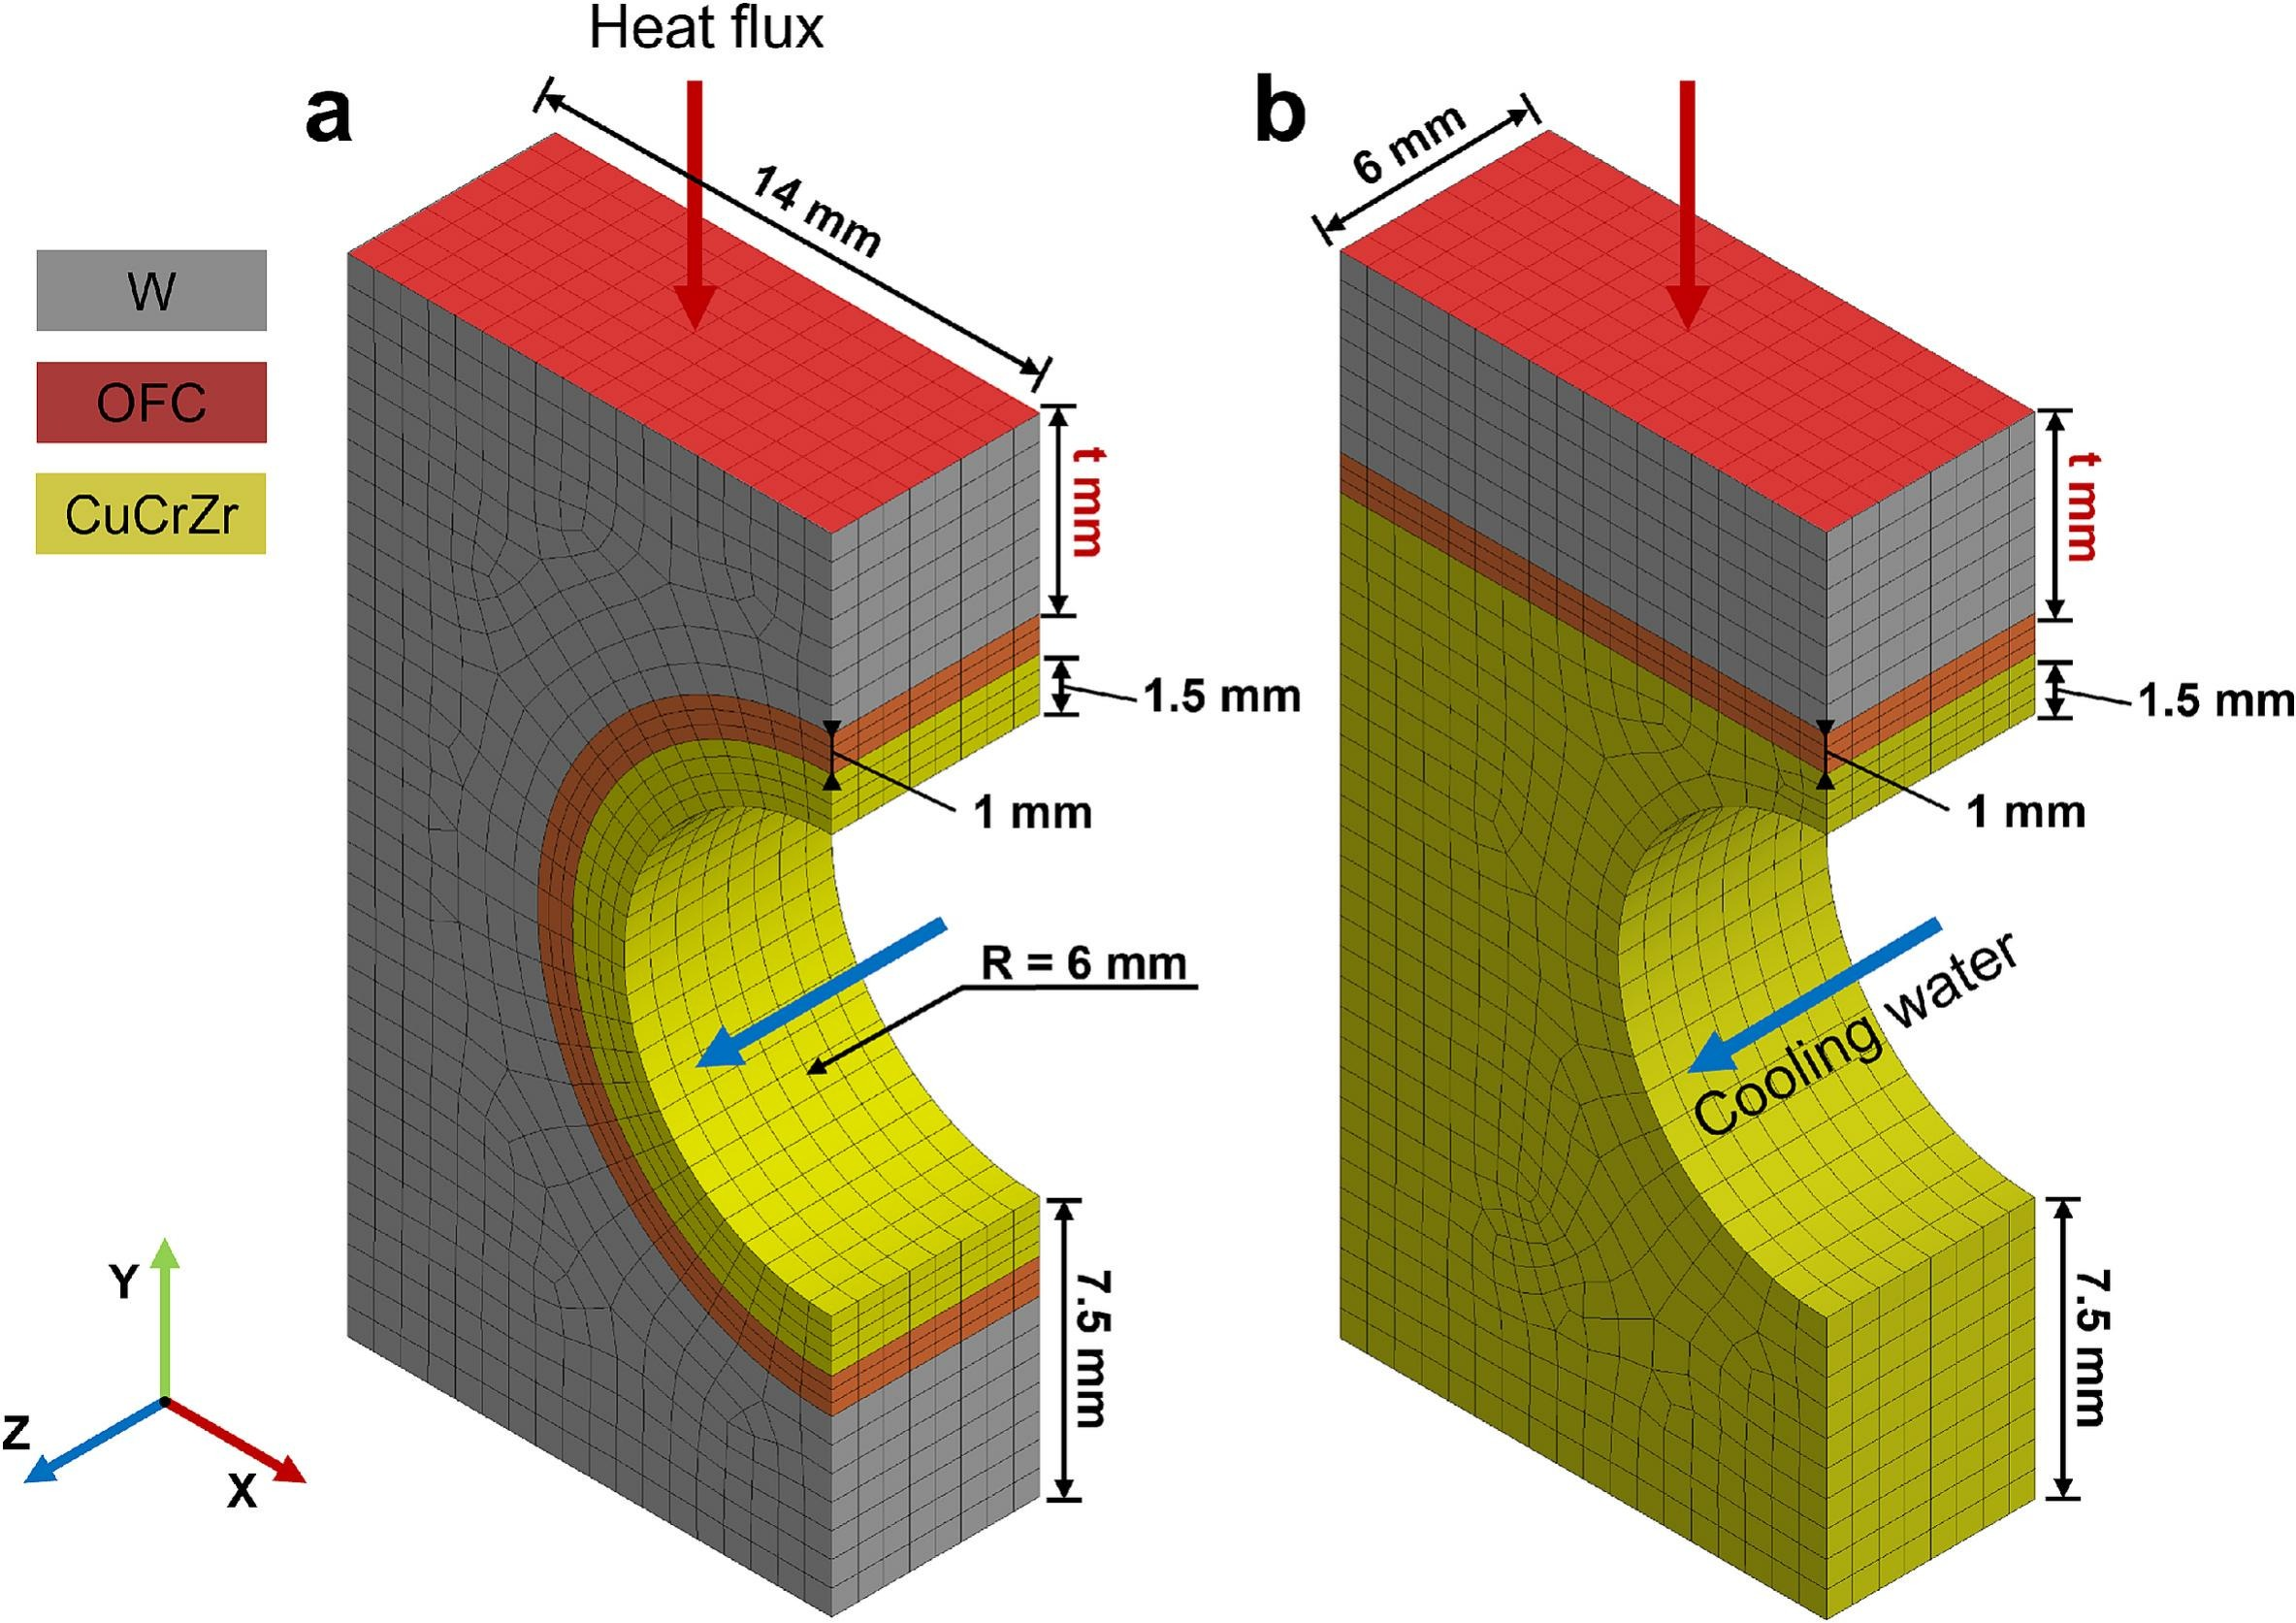 Heat flux
a
b
14 mm
6 mm
W
OFC
CuCrZr
t mm
t mm
1.5 mm
1.5 mm
1 mm
1 mm
R = 6 mm
Cooling water
7.5 mm
7.5 mm
Y
Z
X